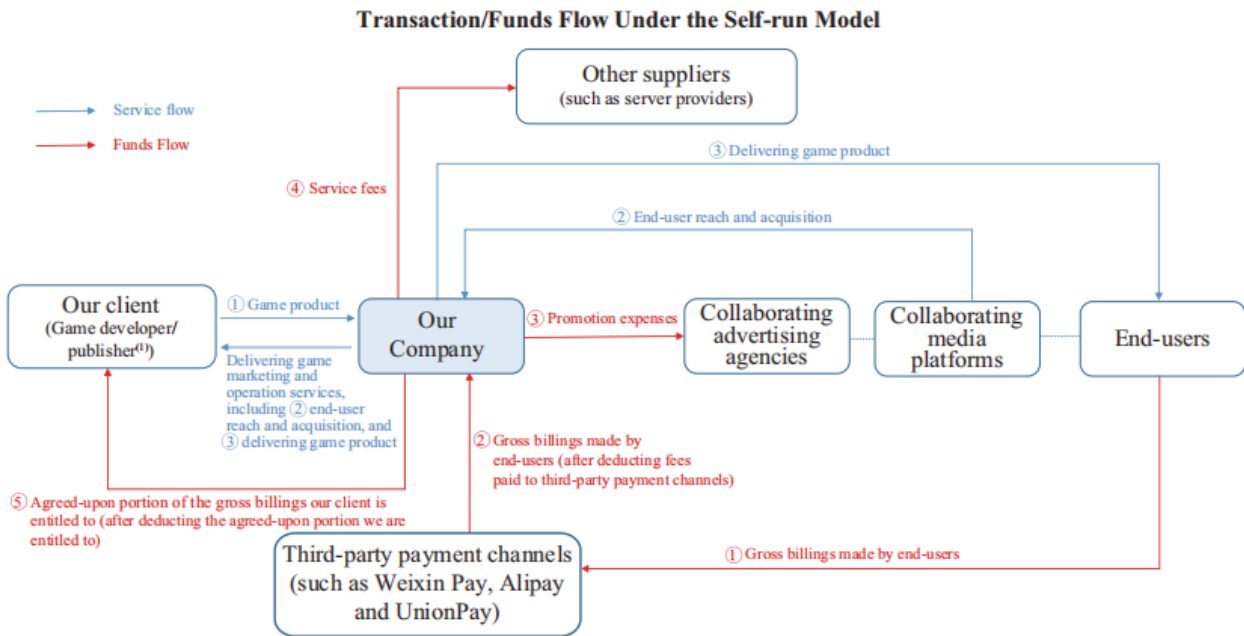 Transaction/Funds Flow Under the Self-run Model
Other suppliers
(such as server providers)
Service flow
Funds Flow
③ Delivering game product
④ Service fees
② End-user reach and acquisition
Our client
(Game developer/
publisher(1))
① Game product
Our
Company
③ Promotion expenses
Collaborating
advertising
agencies
Collaborating
media
platforms
End-users
Delivering game
marketing and
operation services,
including ② end-user
reach and acquisition, and
③ delivering game product
② Gross billings made by
end-users (after deducting fees
paid to third-party payment channels)
⑤ Agreed-upon portion of the gross billings our client is
entitled to (after deducting the agreed-upon portion we are
entitled to)
Third-party payment channels
(such as Weixin Pay, Alipay
and UnionPay)
① Gross billings made by end-users